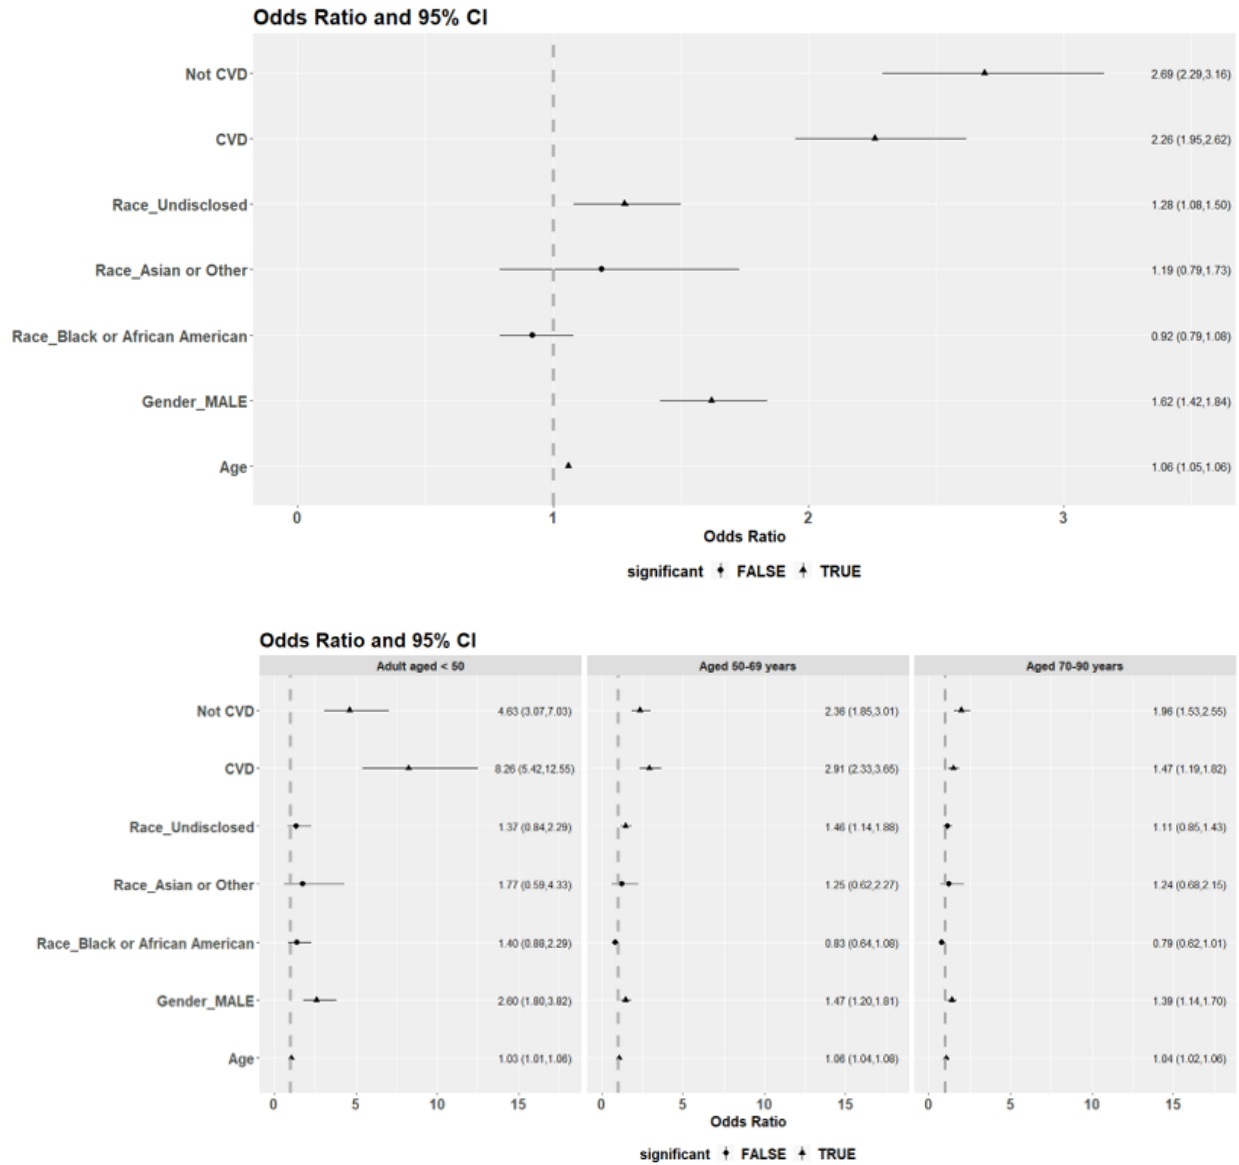 Odds Ratio and 95% CI
Not CVD 2.69 (2.29,3.16)
CVD 2.26 (1.95,2.62)
Race_Undisclosed 1.28 (1.08,1.50)
Race_Asian or Other 1.19 (0.79,1.73)
Race_Black or African American 0.92 (0.79,1.08)
Gender_MALE 1.62 (1.42,1.84)
Age 1.06 (1.05,1.06)
0 1 2 3
Odds Ratio
significant FALSE TRUE
Odds Ratio and 95% CI
Adult aged < 50 Aged 50-69 years Aged 70-90 years
Not CVD 4.63 (3.07,7.03) 2.36 (1.85,3.01) 1.96 (1.53,2.55)
CVD 8.26 (5.42,12.55) 2.91 (2.33,3.65) 1.47 (1.19,1.82)
Race_Undisclosed 1.37 (0.84,2.29) 1.46 (1.14,1.88) 1.11 (0.85,1.43)
Race_Asian or Other 1.77 (0.59,4.33) 1.25 (0.62,2.27) 1.24 (0.68,2.15)
Race_Black or African American 1.40 (0.88,2.29) 0.83 (0.64,1.08) 0.79 (0.62,1.01)
Gender_MALE 2.60 (1.80,3.82) 1.47 (1.20,1.81) 1.39 (1.14,1.70)
Age 1.03 (1.01,1.06) 1.06 (1.04,1.08) 1.04 (1.02,1.06)
0 5 10 15 0 5 10 15 0 5 10 15
Odds Ratio
significant FALSE TRUE